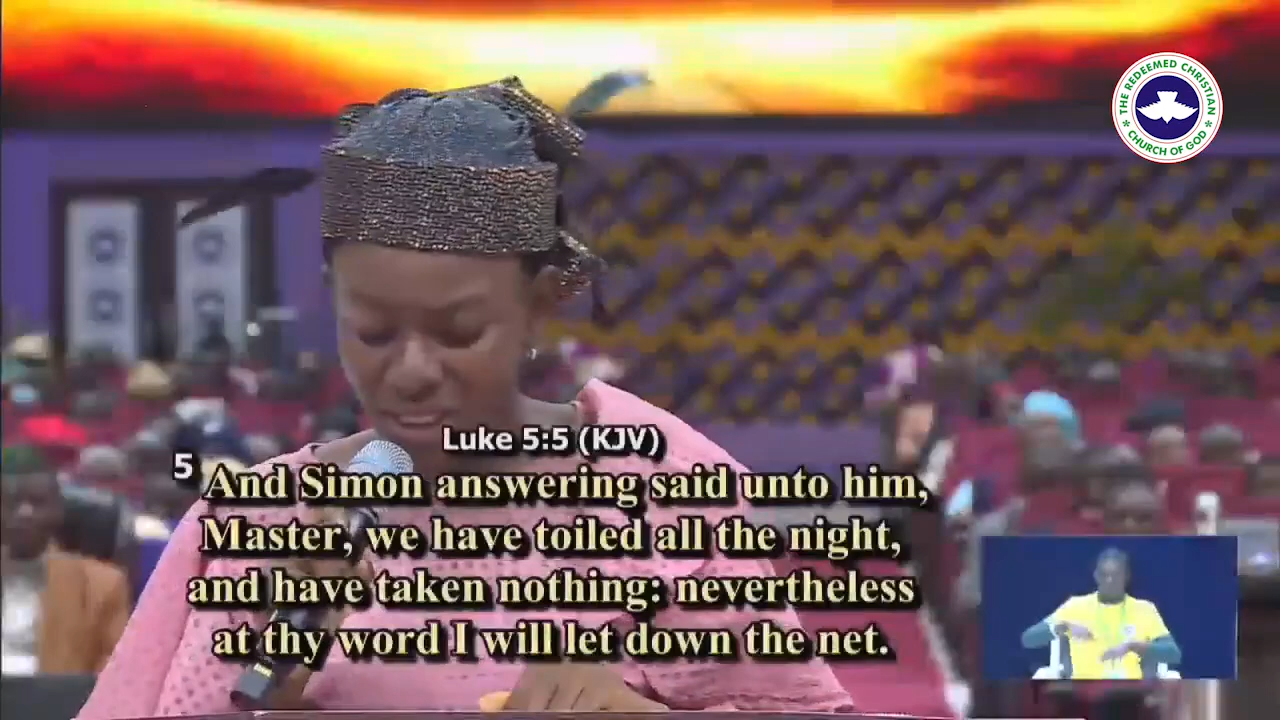 THE REDEEMED CHRISTIAN
CHURCH OF GOD
Luke 5:5 (KJV)
5 And Simon answering said unto him,
Master, we have toiled all the night,
and have taken nothing: nevertheless
at thy word I will let down the net.